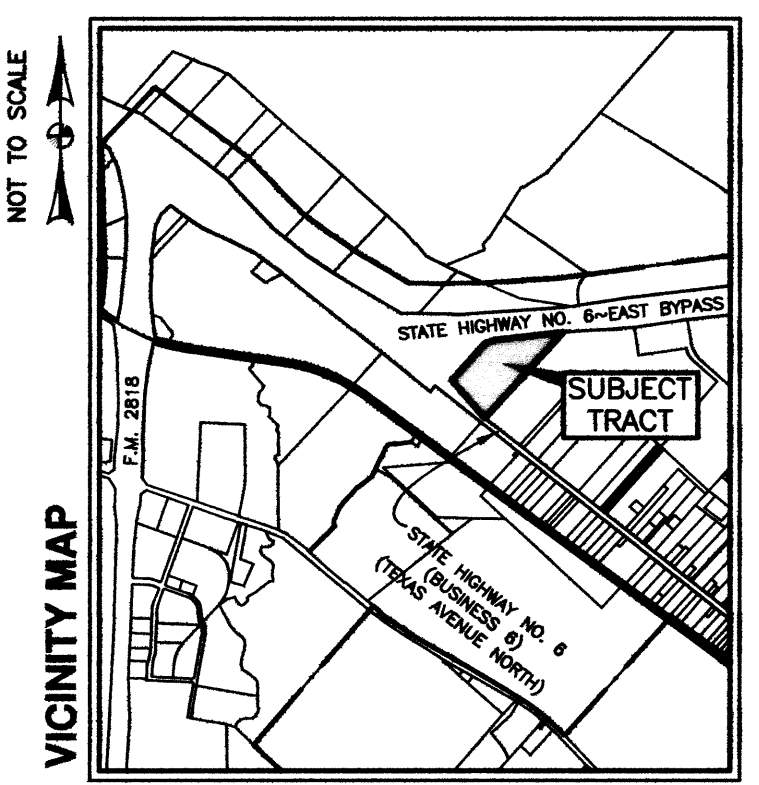 NOT TO SCALE
VICINITY MAP
STATE HIGHWAY NO. 6~EAST BYPASS
SUBJECT
TRACT
F.M. 2818
STATE HIGHWAY NO. 6
(BUSINESS 6)
(TEXAS AVENUE NORTH)